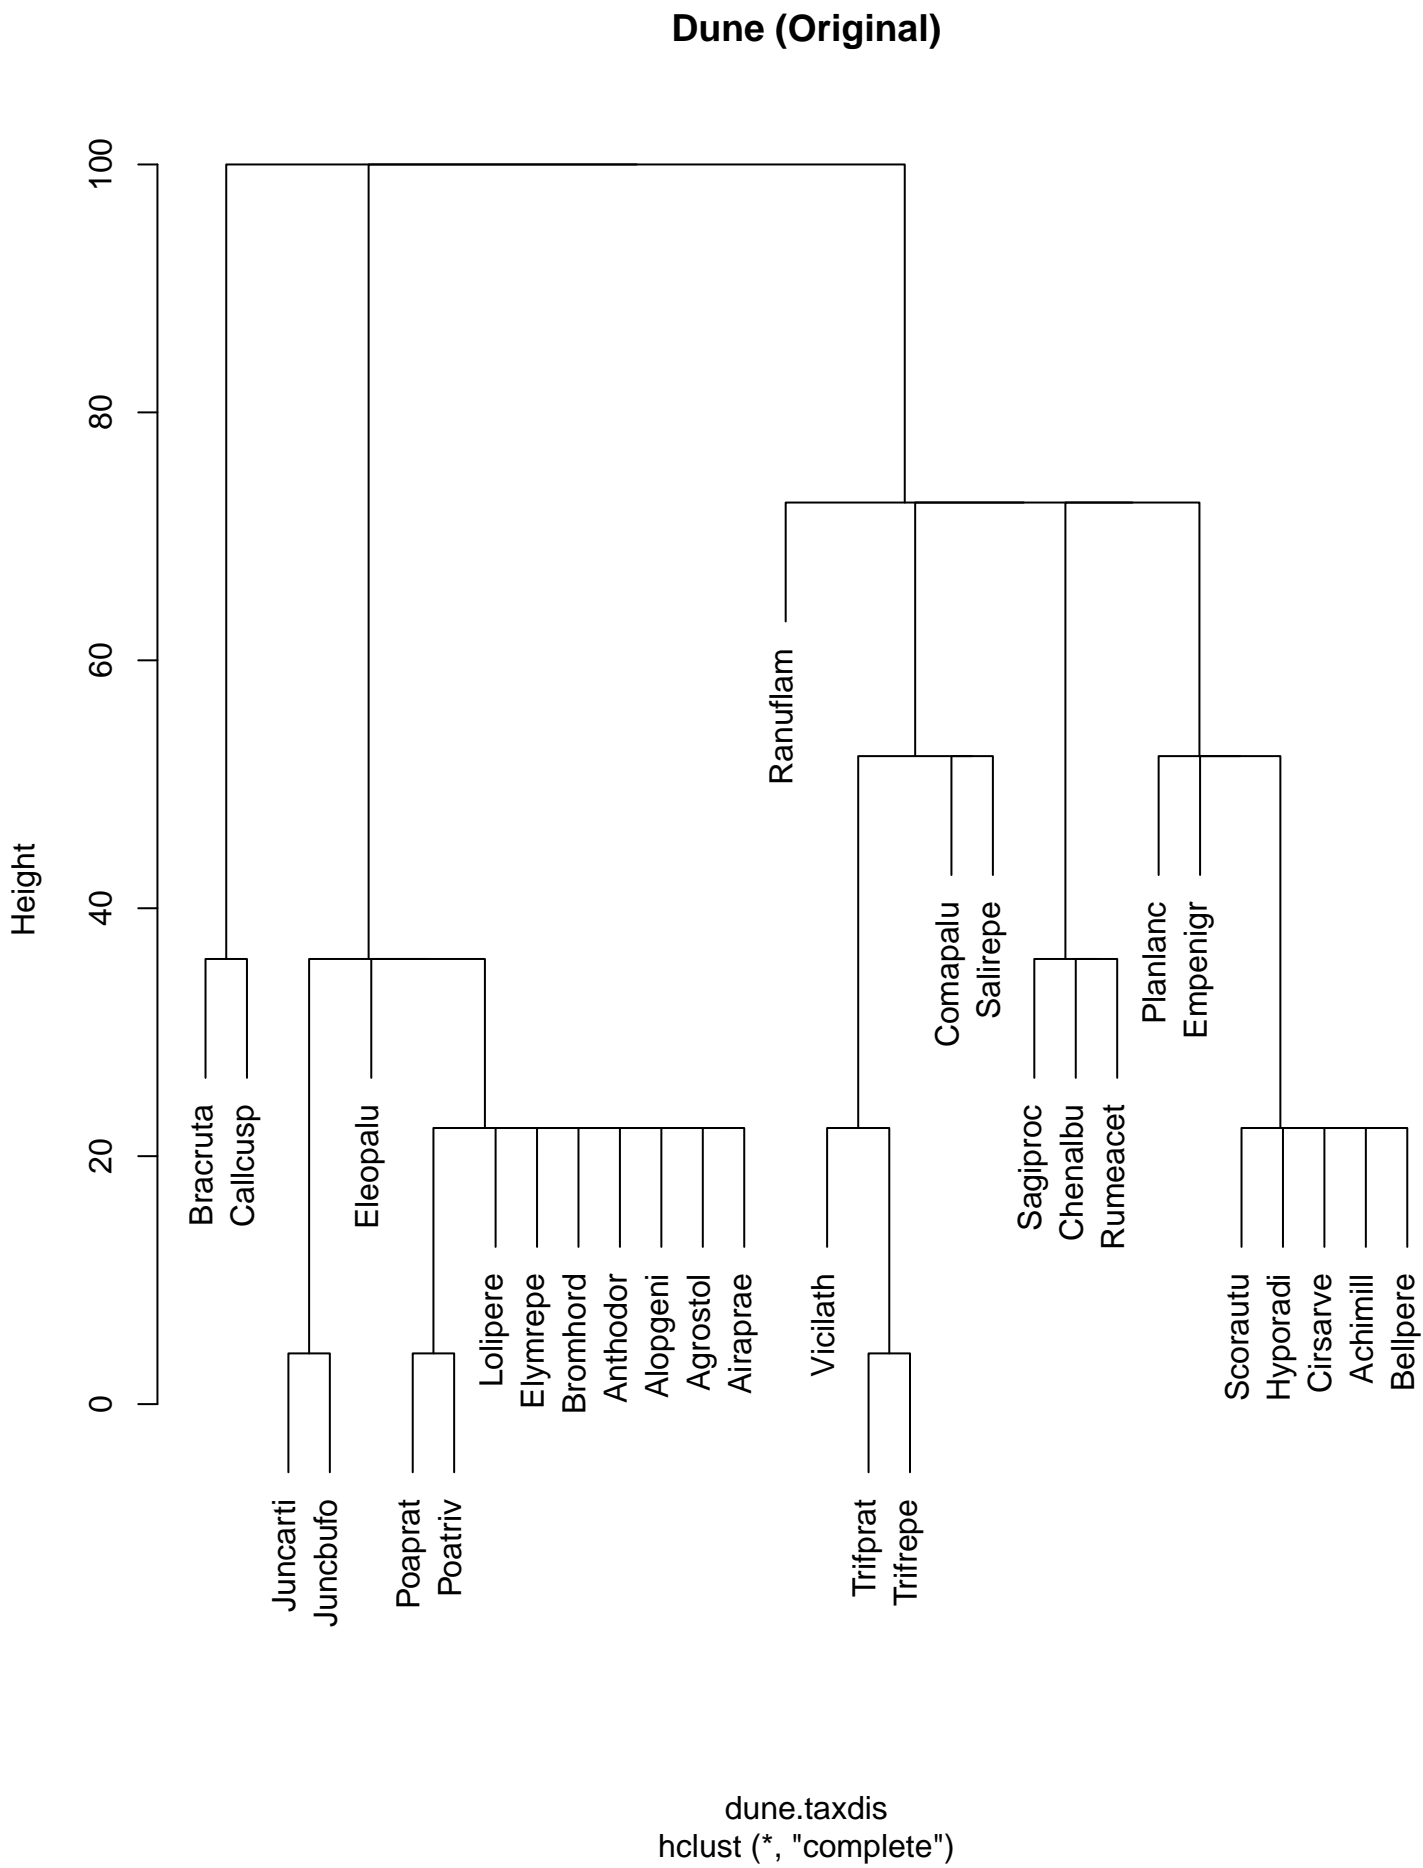 Dune (Original)
Height
100
80
60
40
20
0
Bracruta
Callcusp
Juncarti
Juncbufo
Eleopalu
Poaprat
Poatriv
Lolipere
Elymrepe
Bromhord
Anthodor
Alopgeni
Agrostol
Airaprae
Ranuflam
Vicilath
Trifprat
Trifrepe
Comapalu
Salirepe
Sagiproc
Chenalbu
Rumeacet
Planlanc
Empenigr
Scorautu
Hyporadi
Cirsarve
Achimill
Bellpere
dune.taxdis
hclust (*, "complete")